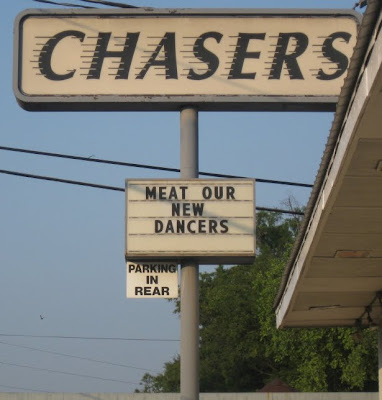 CHASERS
MEAT OUR
NEW
DANCERS
PARKING
IN
REAR